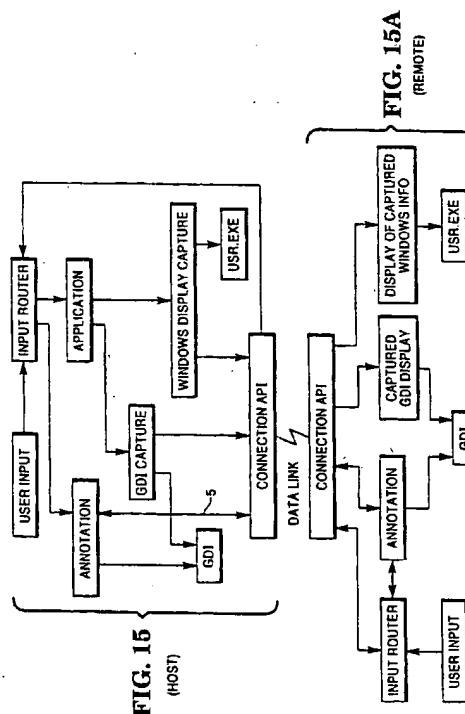 FIG. 15
(HOST)
USER INPUT
INPUT ROUTER
ANNOTATION
APPLICATION
GDI CAPTURE
WINDOWS DISPLAY CAPTURE
GDI
5
USR.EXE
CONNECTION API
DATA LINK
FIG. 15A
(REMOTE)
CONNECTION API
INPUT ROUTER
ANNOTATION
CAPTURED
GDI DISPLAY
DISPLAY OF CAPTURED
WINDOWS INFO
USER INPUT
GDI
USR.EXE